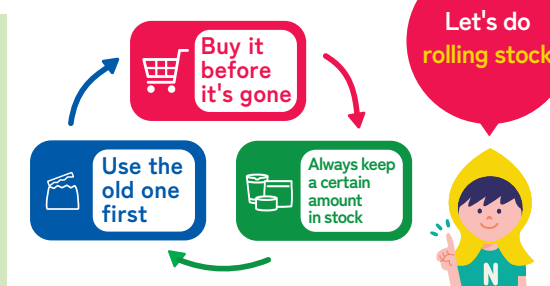 Let's do
rolling stock
Buy it
before
it's gone
Use the
old one
first
Always keep
a certain
amount
in stock
N